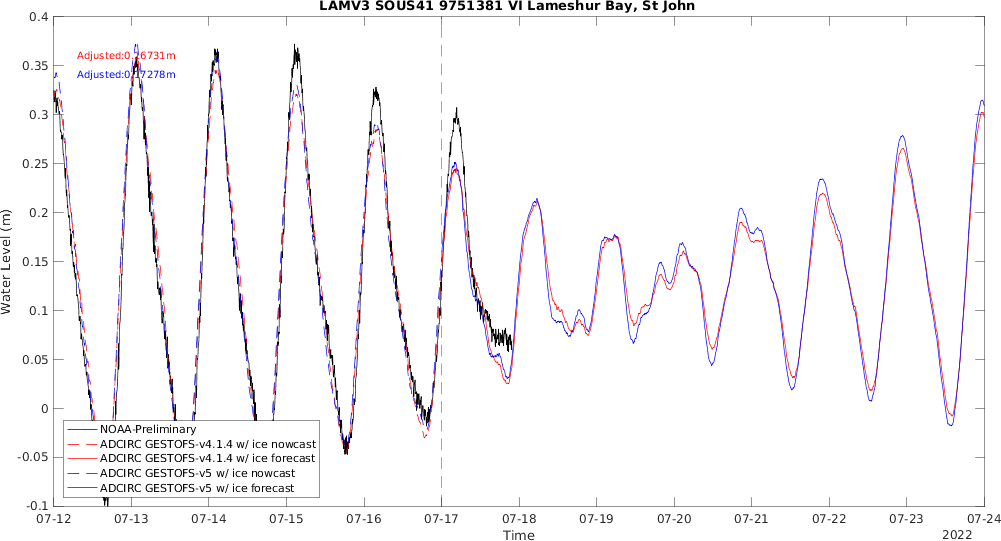 LAMV3 SOUS41 9751381 VI Lameshur Bay, St John
0.4
0.35
0.3
0.25
0.2
0.15
0.1
0.05
0
-0.05
-0.1
Water Level (m)
Adjusted:0.16731m
Adjusted:0.17278m
NOAA-Preliminary
ADCIRC GESTOFS-v4.1.4 w/ ice nowcast
ADCIRC GESTOFS-v4.1.4 w/ ice forecast
ADCIRC GESTOFS-v5 w/ ice nowcast
ADCIRC GESTOFS-v5 w/ ice forecast
07-12 07-13 07-14 07-15 07-16 07-17 07-18 07-19 07-20 07-21 07-22 07-23 07-24
Time
2022